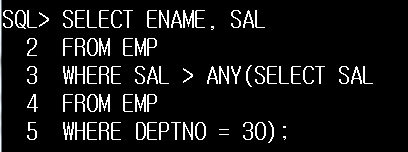 SQL> SELECT ENAME, SAL
2 FROM EMP
3 WHERE SAL > ANY(SELECT SAL
4 FROM EMP
5 WHERE DEPTNO = 30);